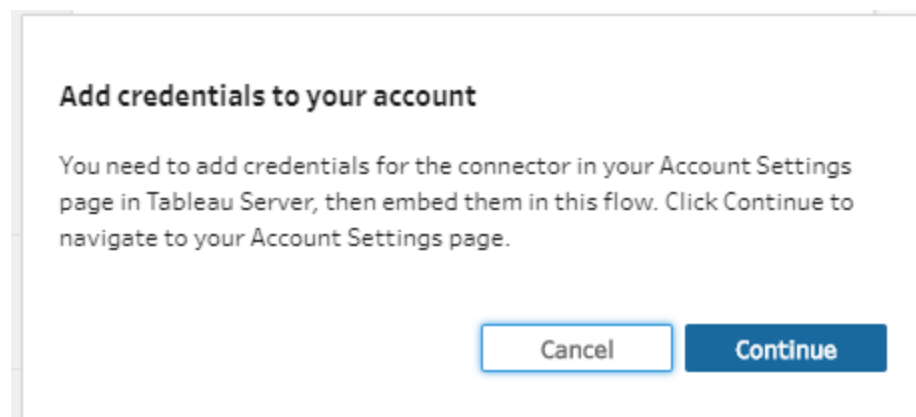 Add credentials to your account
You need to add credentials for the connector in your Account Settings
page in Tableau Server, then embed them in this flow. Click Continue to
navigate to your Account Settings page.
Cancel
Continue